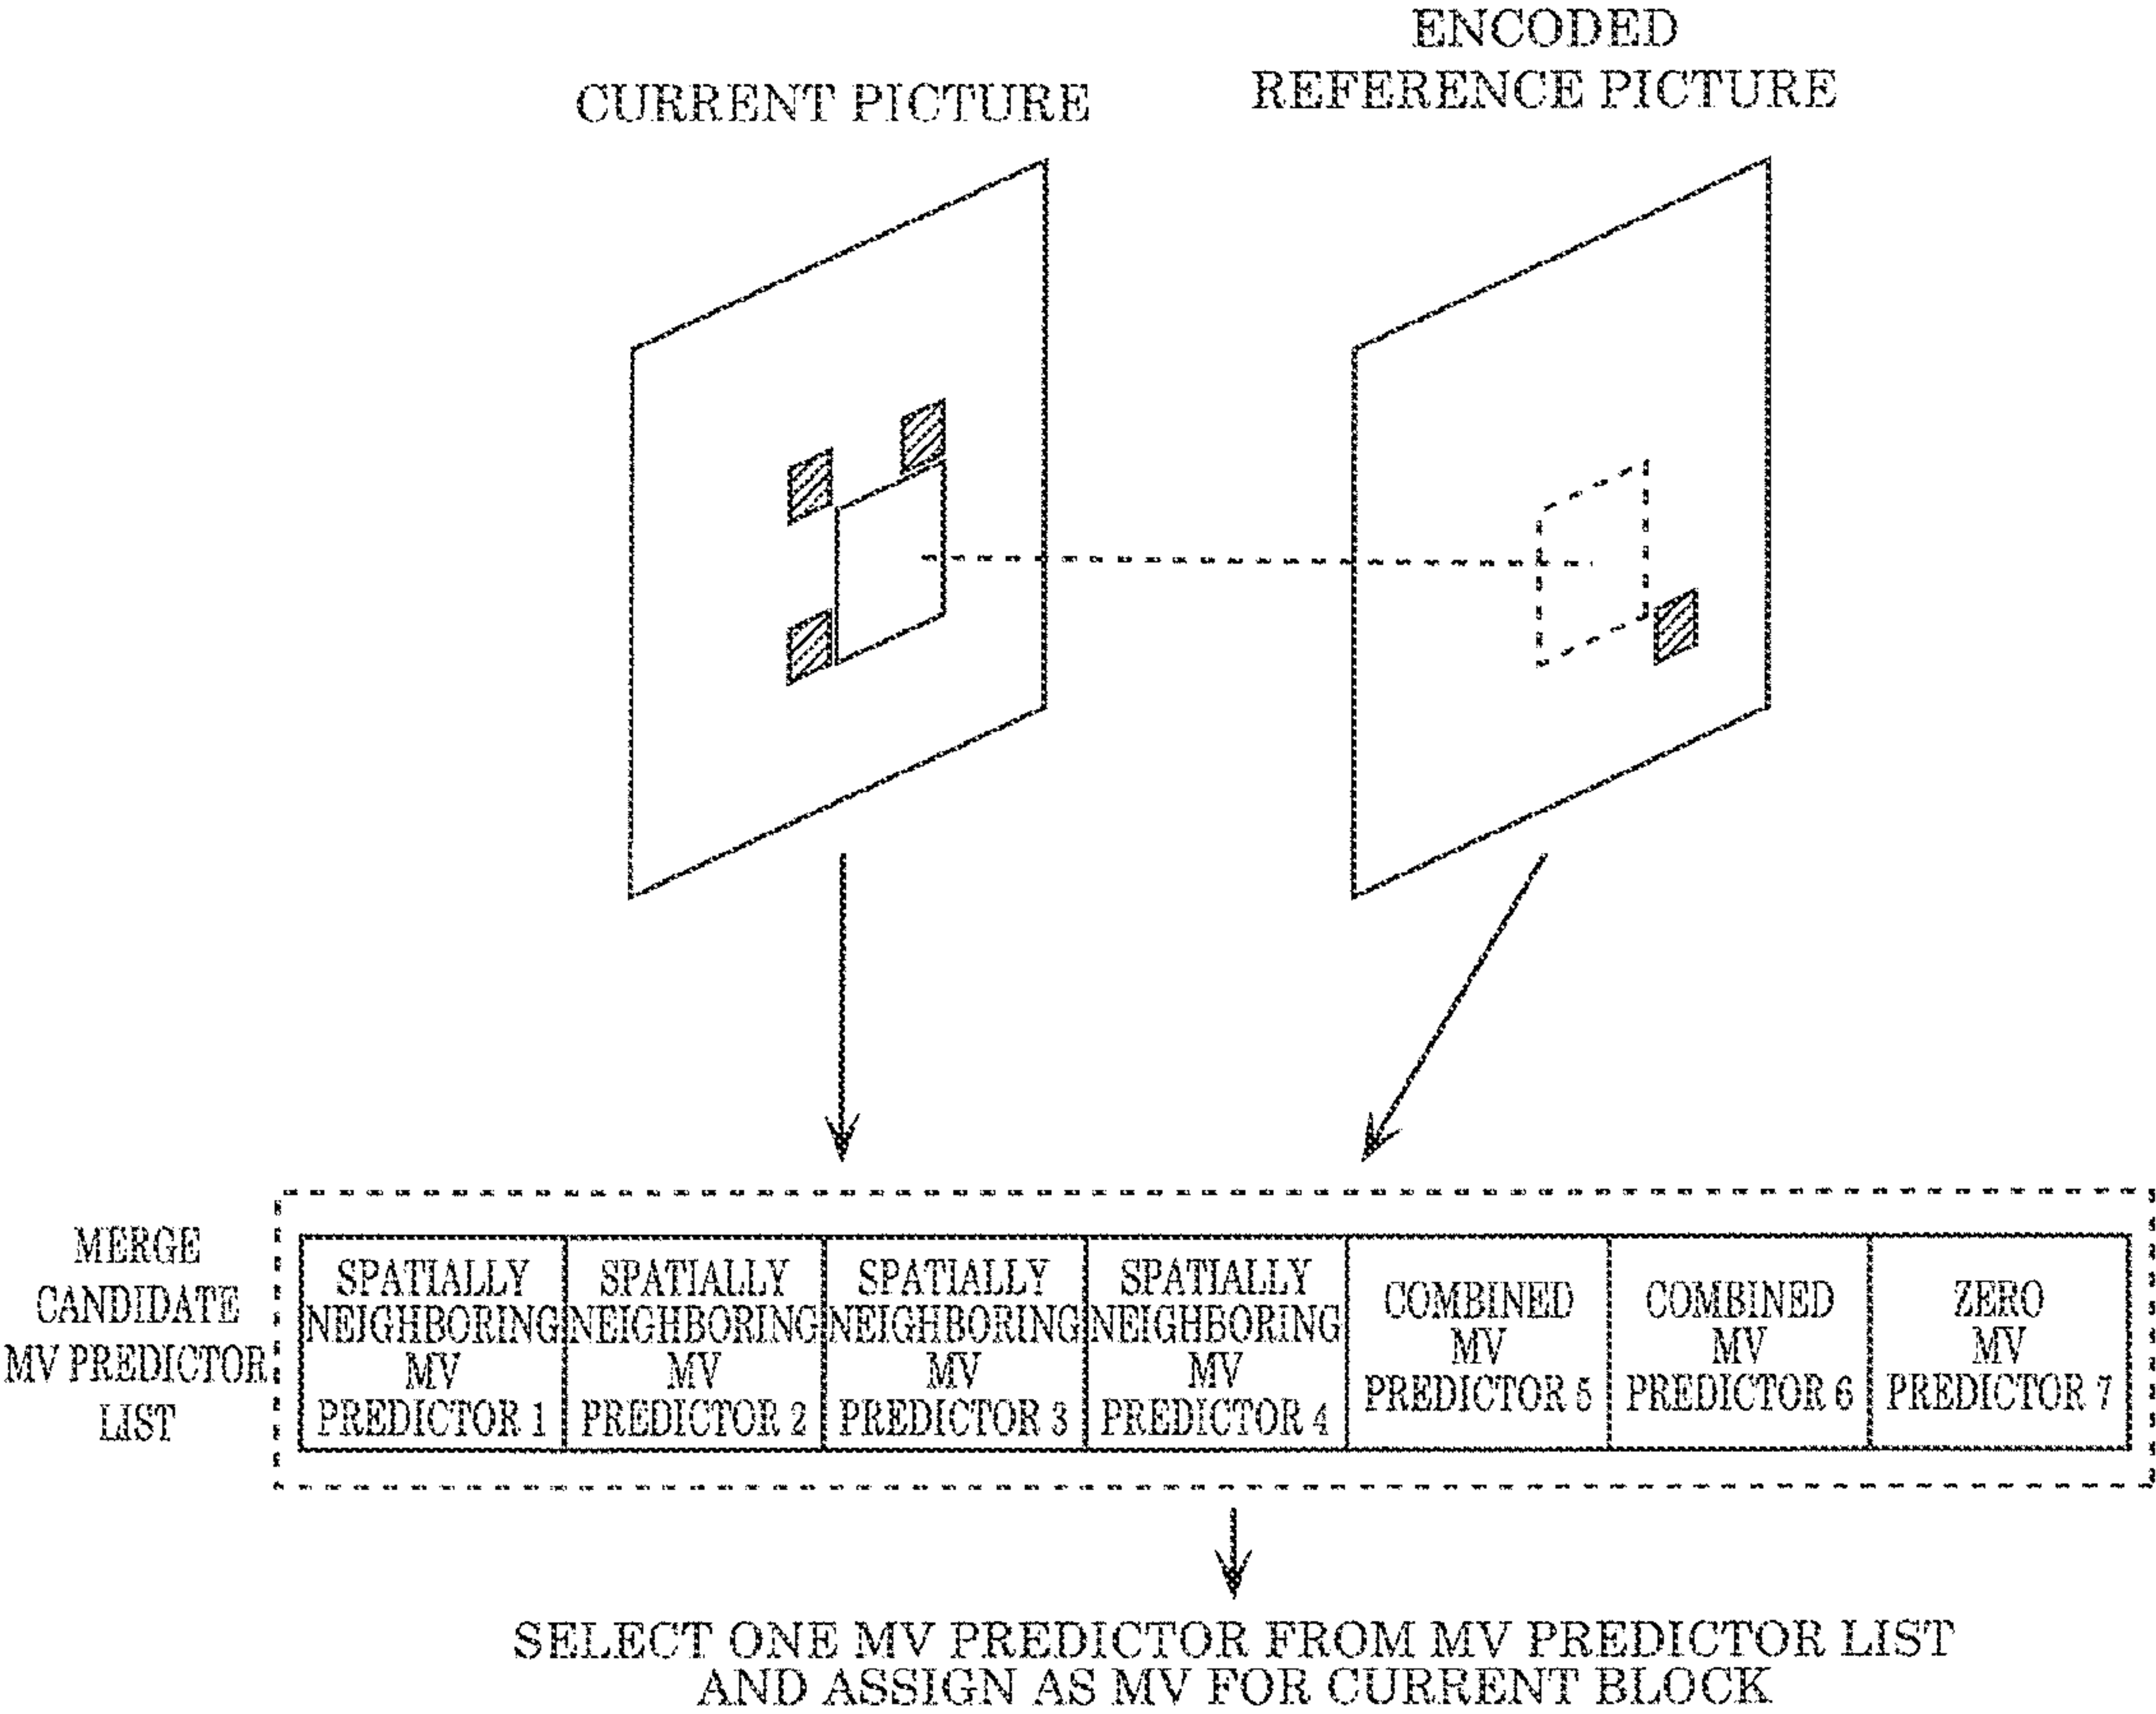 ENCODED
REFERENCE PICTURE
CURRENT PICTURE
MERGE
CANDIDATE
MV PREDICTOR
LIST
SPATIALLY
NEIGHBORING
MV
PREDICTOR 1
SPATIALLY
NEIGHBORING
MV
PREDICTOR 2
SPATIALLY
NEIGHBORING
MV
PREDICTOR 3
SPATIALLY
NEIGHBORING
MV
PREDICTOR 4
COMBINED
MV
PREDICTOR 5
COMBINED
MV
PREDICTOR 6
ZERO
MV
PREDICTOR 7
SELECT ONE MV PREDICTOR FROM MV PREDICTOR LIST
AND ASSIGN AS MV FOR CURRENT BLOCK